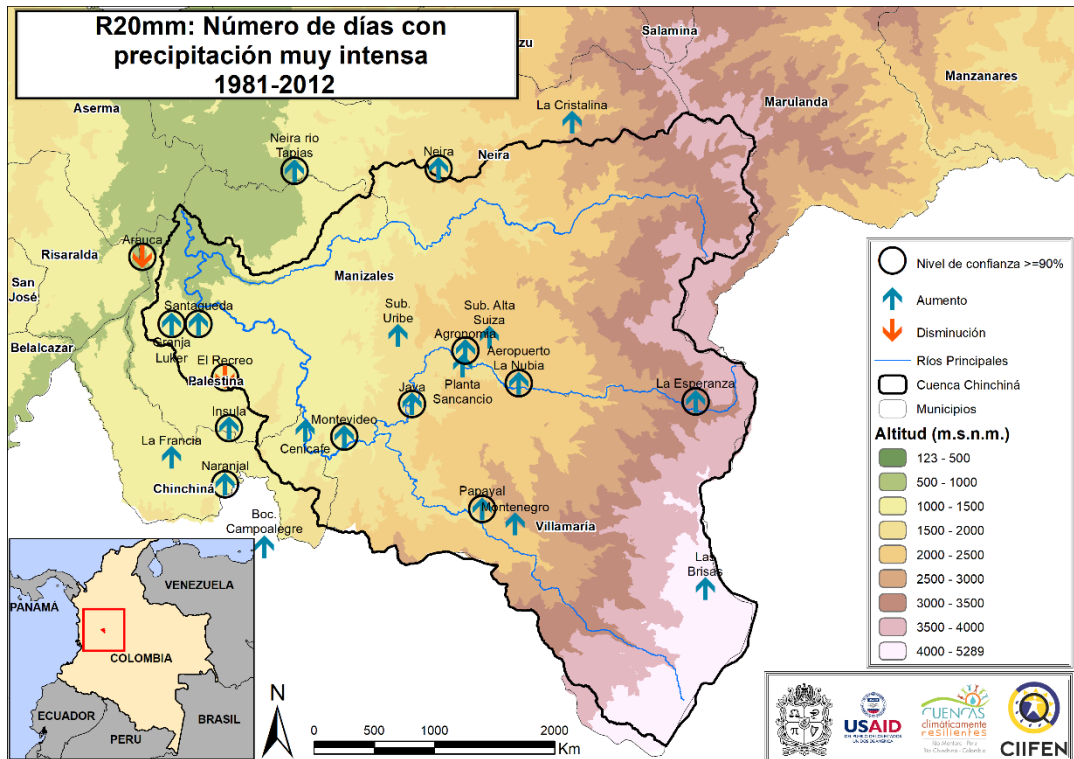 R20mm: Número de días con
precipitación muy intensa
1981-2012
zu
Salamina
Manzanares
Marulanda
Aserma
La Cristalina
Neira rio
Tapias
Neira
Neira
Arauca
Risaralda
San
José
Manizales
Belalcazar
Santagueda
Granja
Luker
Sub.
Uribe
Sub. Alta
Suiza
Agronomia
Aeropuerto
La Nubia
Planta
Sancancio
El Recreo
Palestina
Java
La Esperanza
Insula
Montevideo
La Francia
Cenicafe
Naranjal
Chinchiná
Papayal
Montenegro
Villamaría
Boc.
Campoalegre
Las
Brisas
Nivel de confianza >=90%
Aumento
Disminución
Ríos Principales
Cuenca Chinchiná
Municipios
Altitud (m.s.n.m.)
123 - 500
500 - 1000
1000 - 1500
1500 - 2000
2000 - 2500
2500 - 3000
3000 - 3500
3500 - 4000
4000 - 5289
PANAMÁ
VENEZUELA
COLOMBIA
ECUADOR
PERU
BRASIL
N
0 500 1000 2000
Km
USAID
CUENCAS
climáticamente
resilientes
CIIFEN